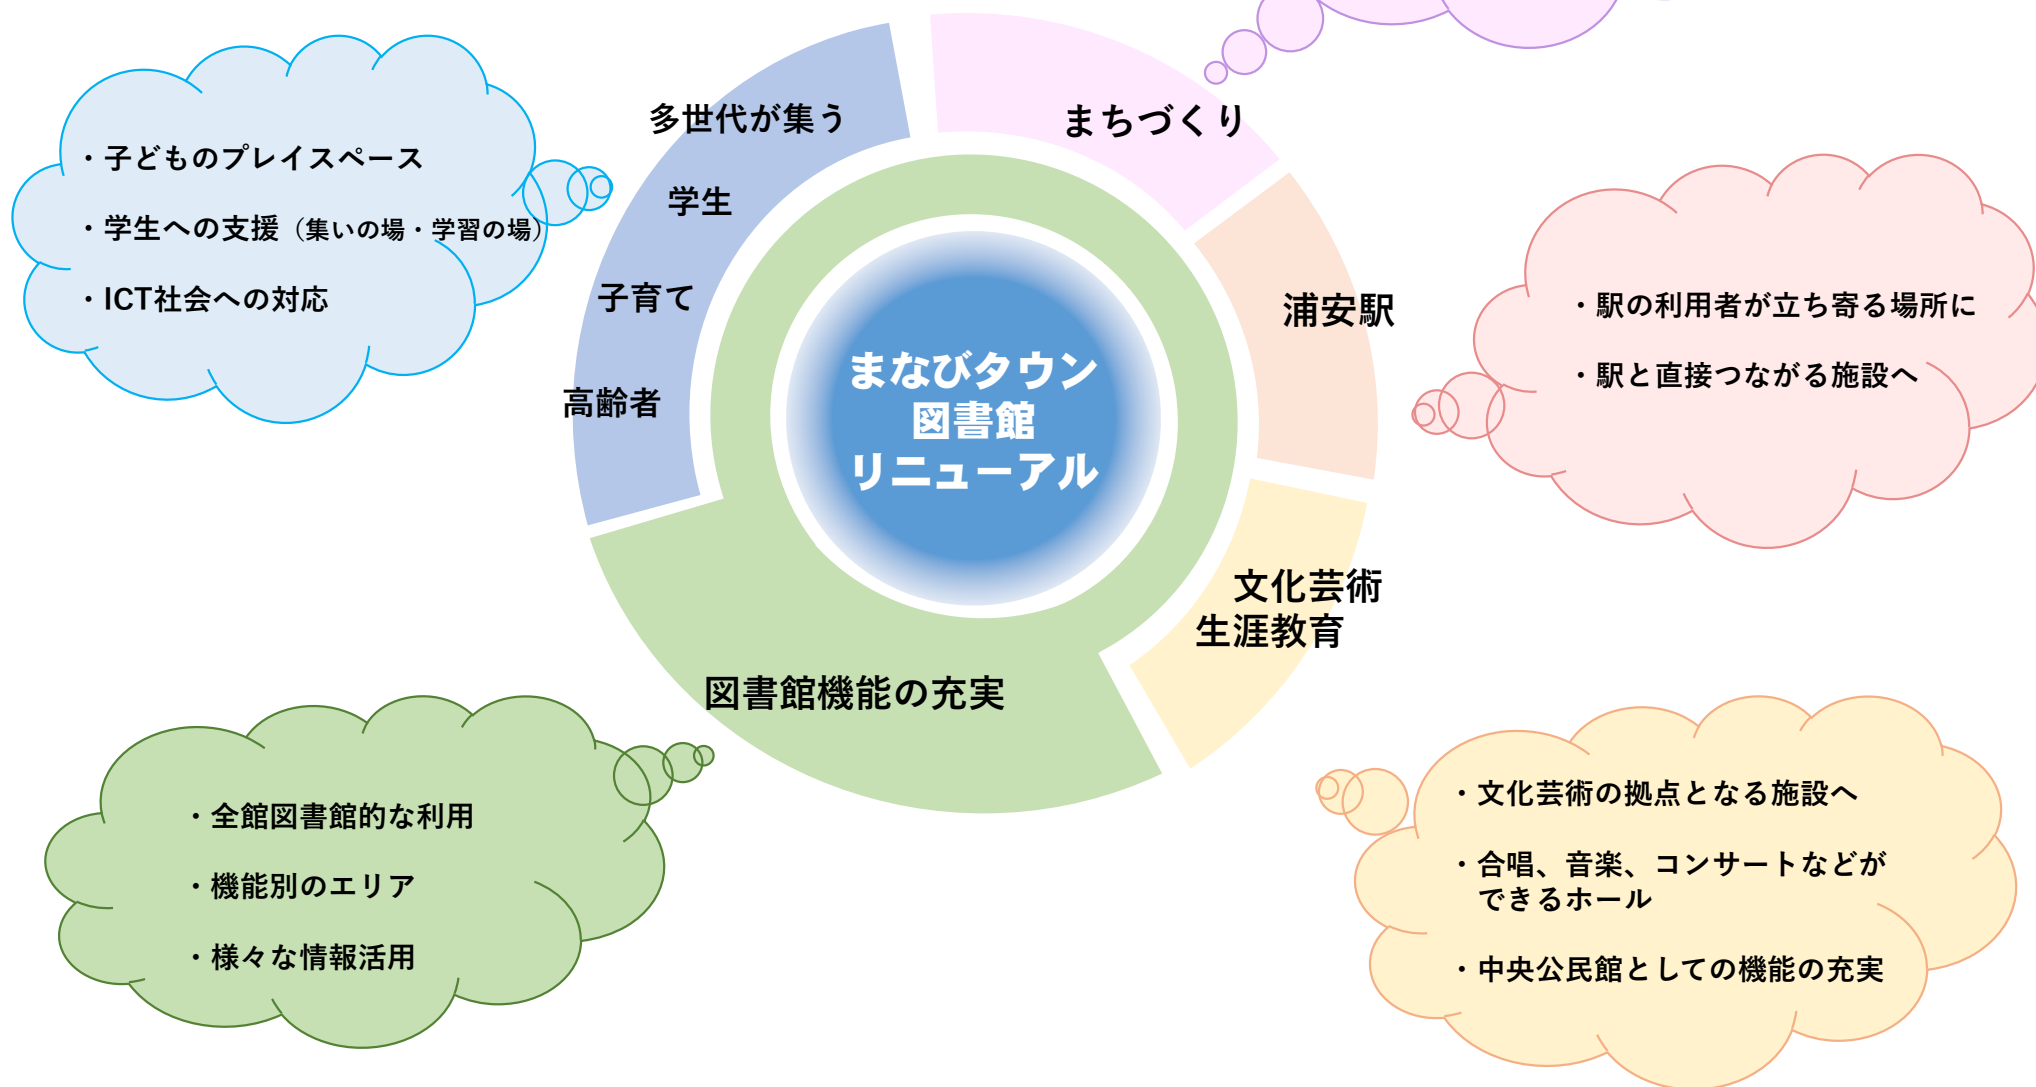 多世代が集う
学生
子育て
高齢者
まちづくり
浦安駅
文化芸術
生涯教育
図書館機能の充実
まなびタウン
図書館
リニューアル
・子どものプレイスペース
・学生への支援（集いの場・学習の場）
・ICT社会への対応
・駅の利用者が立ち寄る場所に
・駅と直接つながる施設へ
・全館図書館的な利用
・機能別のエリア
・様々な情報活用
・文化芸術の拠点となる施設へ
・合唱、音楽、コンサートなどが
できるホール
・中央公民館としての機能の充実